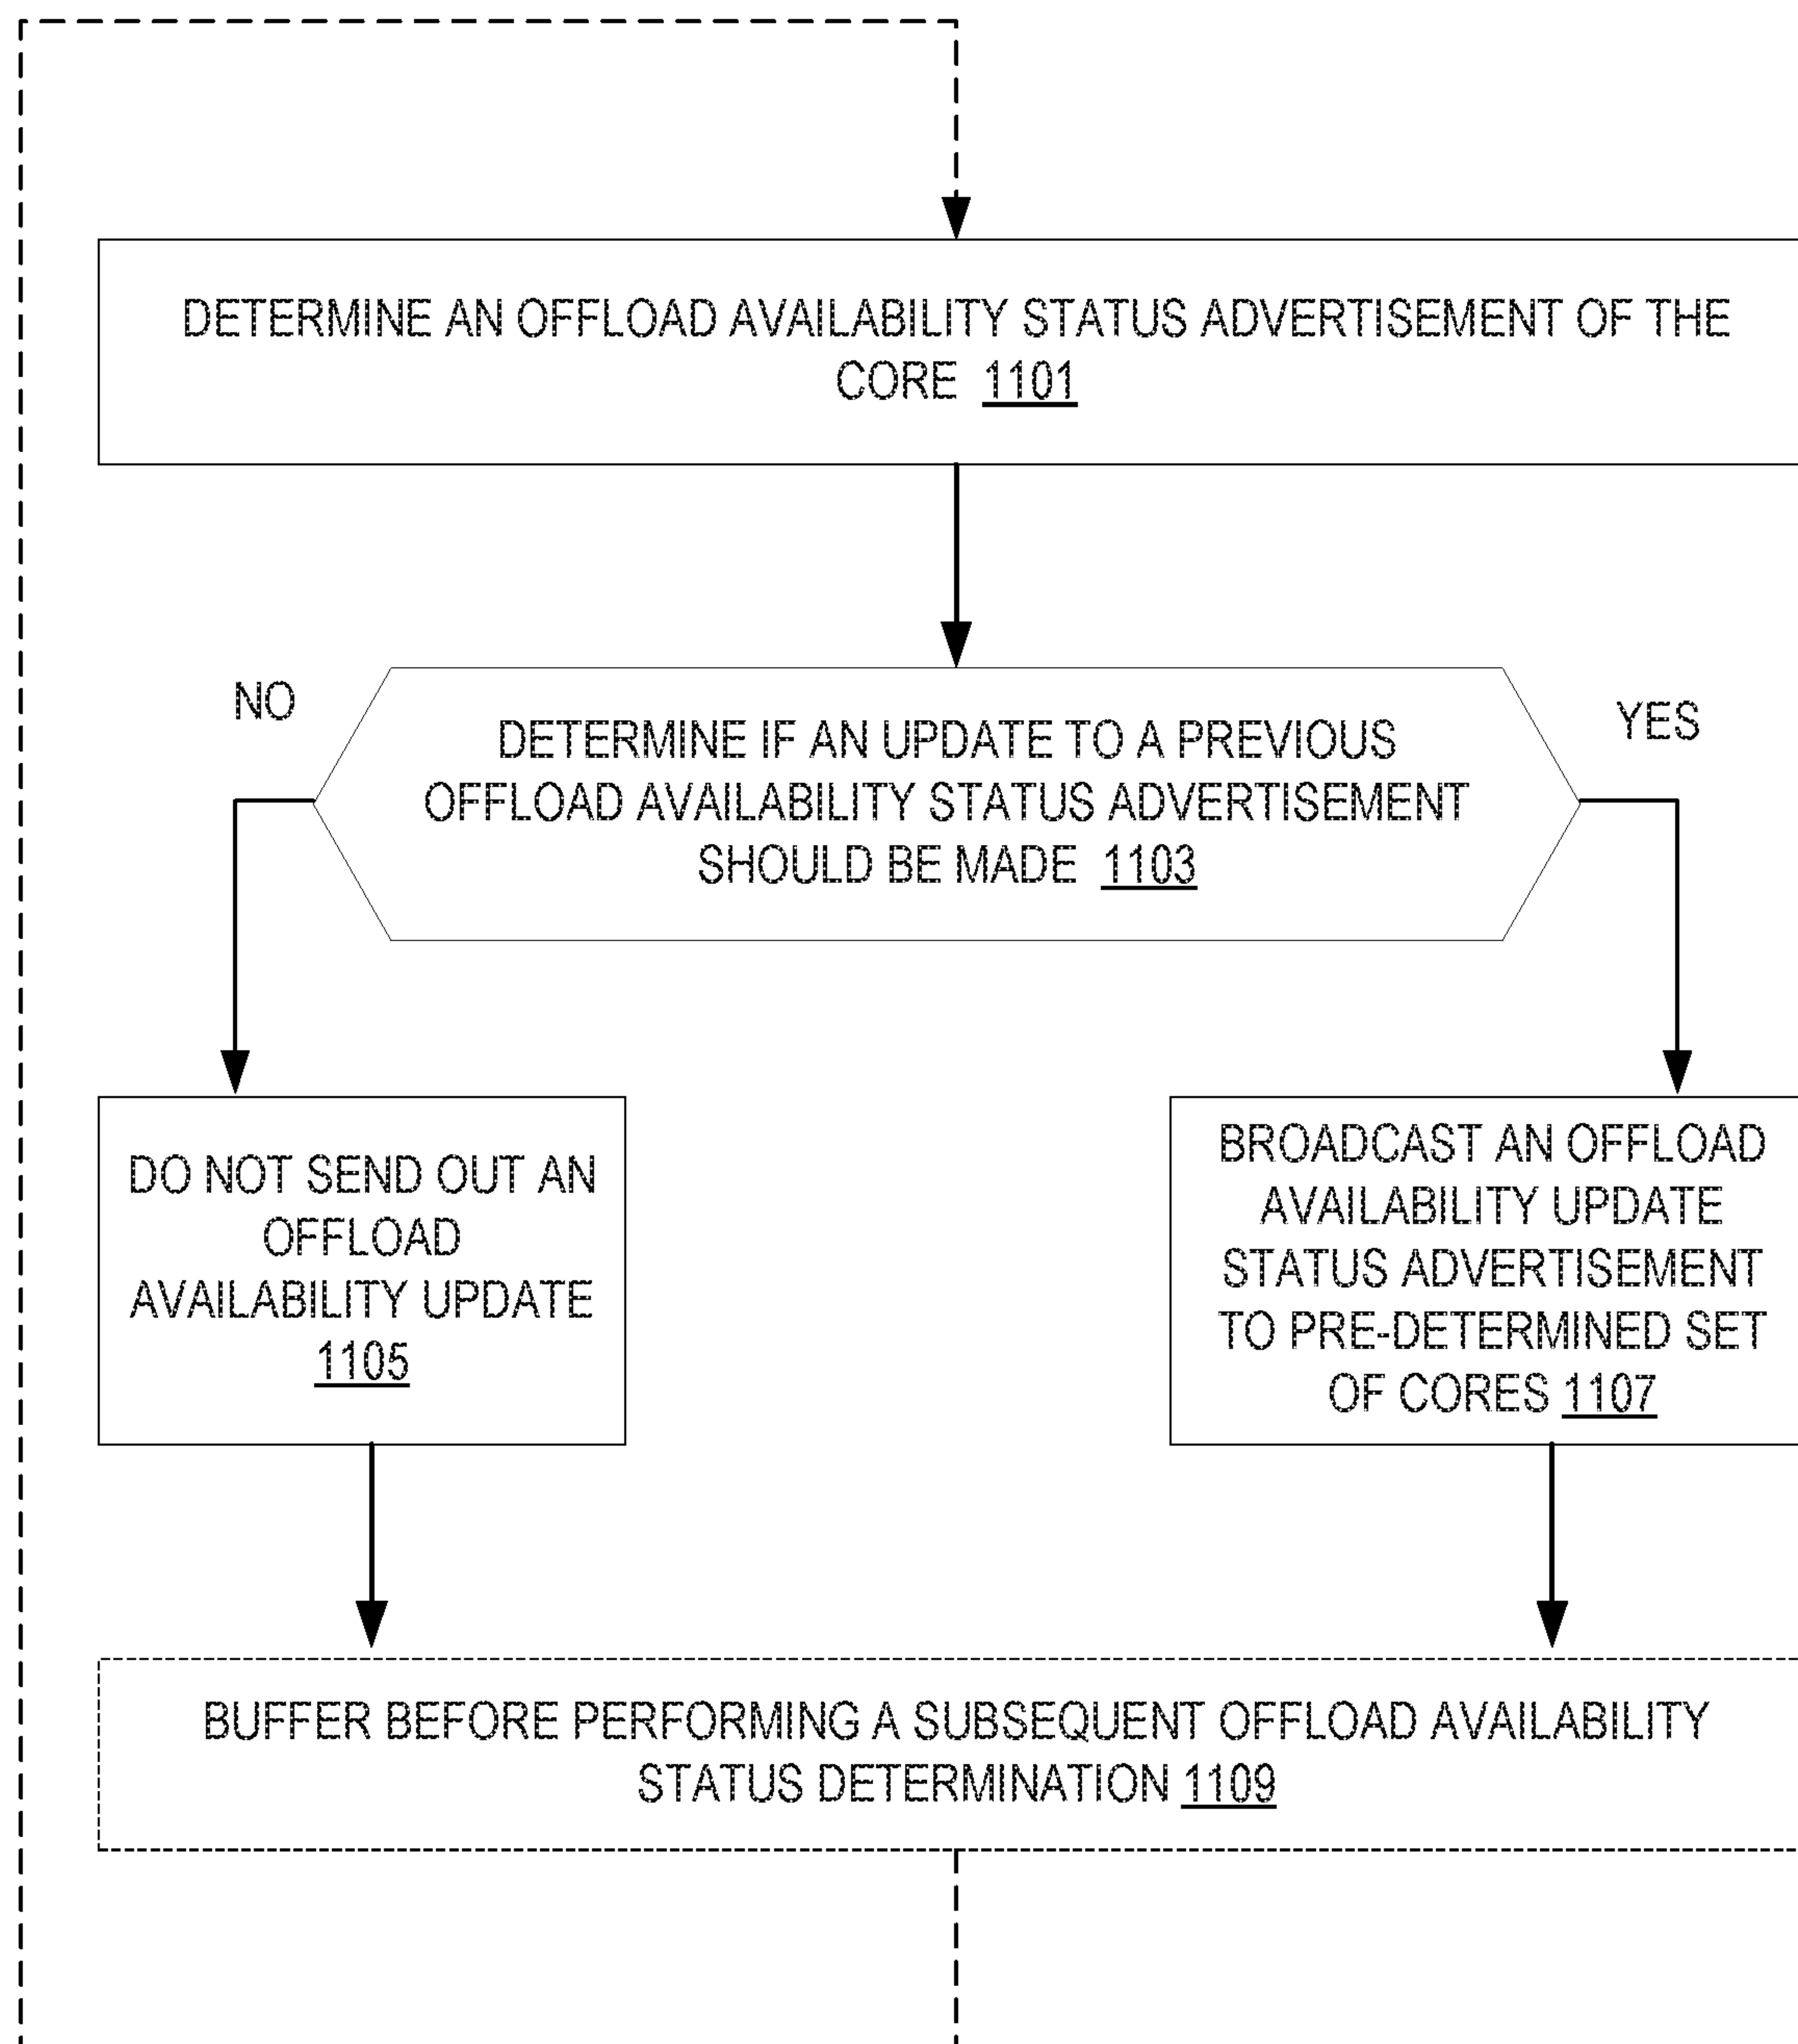 DETERMINE AN OFFLOAD AVAILABILITY STATUS ADVERTISEMENT OF THE
CORE 1101
NO
YES
DETERMINE IF AN UPDATE TO A PREVIOUS
OFFLOAD AVAILABILITY STATUS ADVERTISEMENT
SHOULD BE MADE 1103
DO NOT SEND OUT AN
OFFLOAD
AVAILABILITY UPDATE
1105
BROADCAST AN OFFLOAD
AVAILABILITY UPDATE
STATUS ADVERTISEMENT
TO PRE-DETERMINED SET
OF CORES 1107
BUFFER BEFORE PERFORMING A SUBSEQUENT OFFLOAD AVAILABILITY
STATUS DETERMINATION 1109